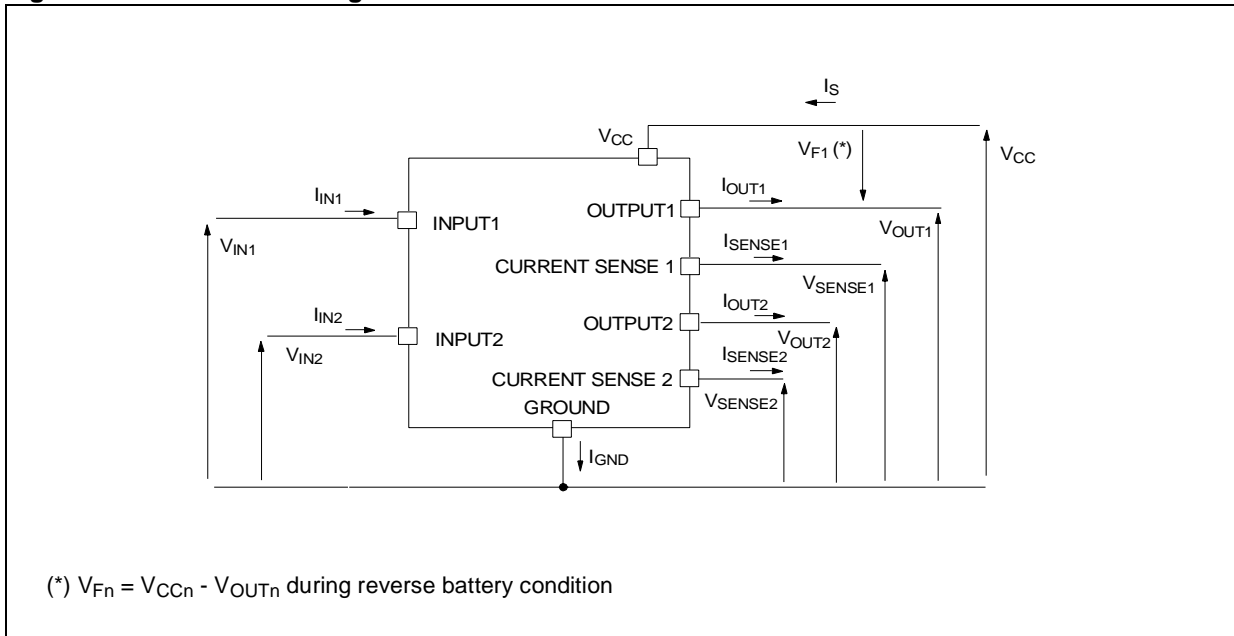 I_S
V_CC
V_F1 (*)
V_CC
I_IN1
I_OUT1
INPUT1
OUTPUT1
V_IN1
V_OUT1
I_SENSE1
CURRENT SENSE 1
V_SENSE1
I_IN2
I_OUT2
INPUT2
OUTPUT2
V_IN2
V_OUT2
I_SENSE2
CURRENT SENSE 2
V_SENSE2
GROUND
I_GND
(*) V_Fn = V_CCn - V_OUTn during reverse battery condition